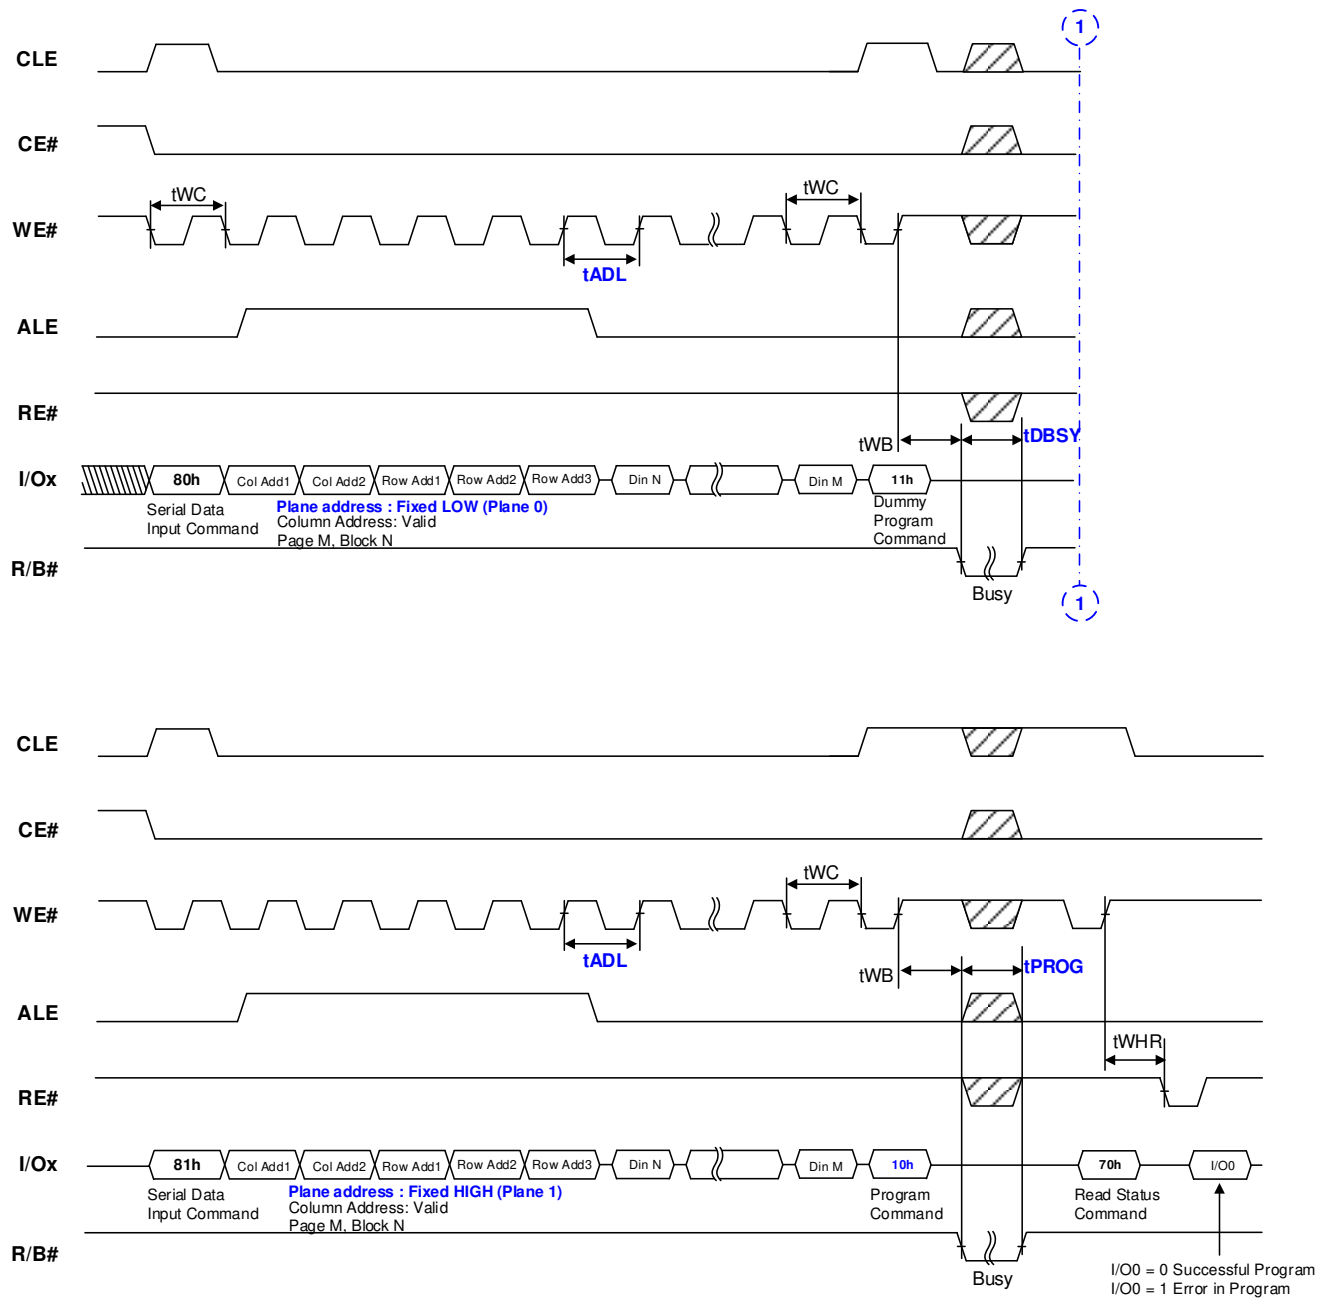 1
CLE
CE#
tWC
tWC
WE#
tADL
ALE
RE#
tWB
tDBSY
I/Ox
80h
Col Add1
Col Add2
Row Add1
Row Add2
Row Add3
Din N
Din M
11h
Serial Data
Input Command
Plane address : Fixed LOW (Plane 0)
Column Address: Valid
Page M, Block N
Dummy
Program
Command
R/B#
Busy
1
CLE
CE#
tWC
WE#
tADL
tWB
tPROG
ALE
tWHR
RE#
I/Ox
81h
Col Add1
Col Add2
Row Add1
Row Add2
Row Add3
Din N
Din M
10h
70h
I/O0
Serial Data
Input Command
Plane address : Fixed HIGH (Plane 1)
Column Address: Valid
Page M, Block N
Program
Command
Read Status
Command
R/B#
Busy
I/O0 = 0 Successful Program
I/O0 = 1 Error in Program